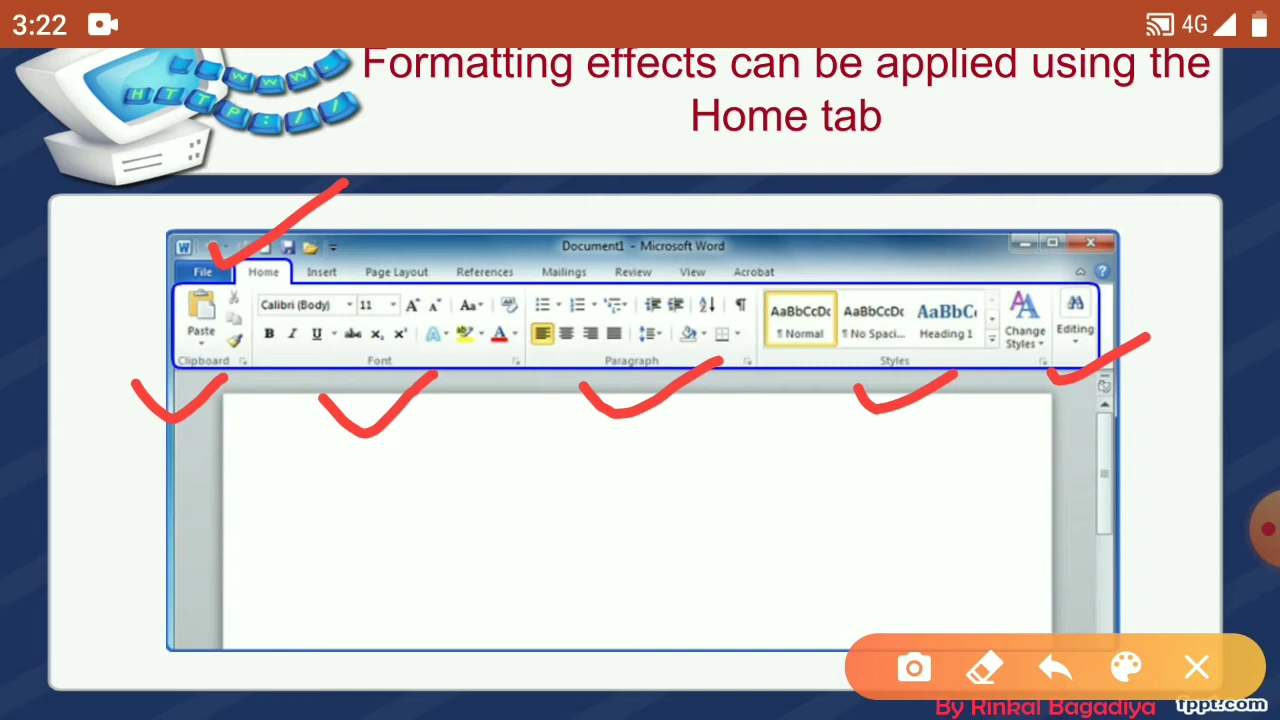 3:22 4G
Formatting effects can be applied using the
Home tab
W W W .
H T T P : / /
Document1 - Microsoft Word
File Home Insert Page Layout References Mailings Review View Acrobat
Calibri (Body) 11 Aa AaBbCcDc AaBbCcDc AaBbC
Paste B I U abc x₂ x² A ab A ¶ Normal ¶ No Spaci... Heading 1 Change Styles Editing
Clipboard Font Paragraph Styles
By Rinkal Bagadiya fppt.com